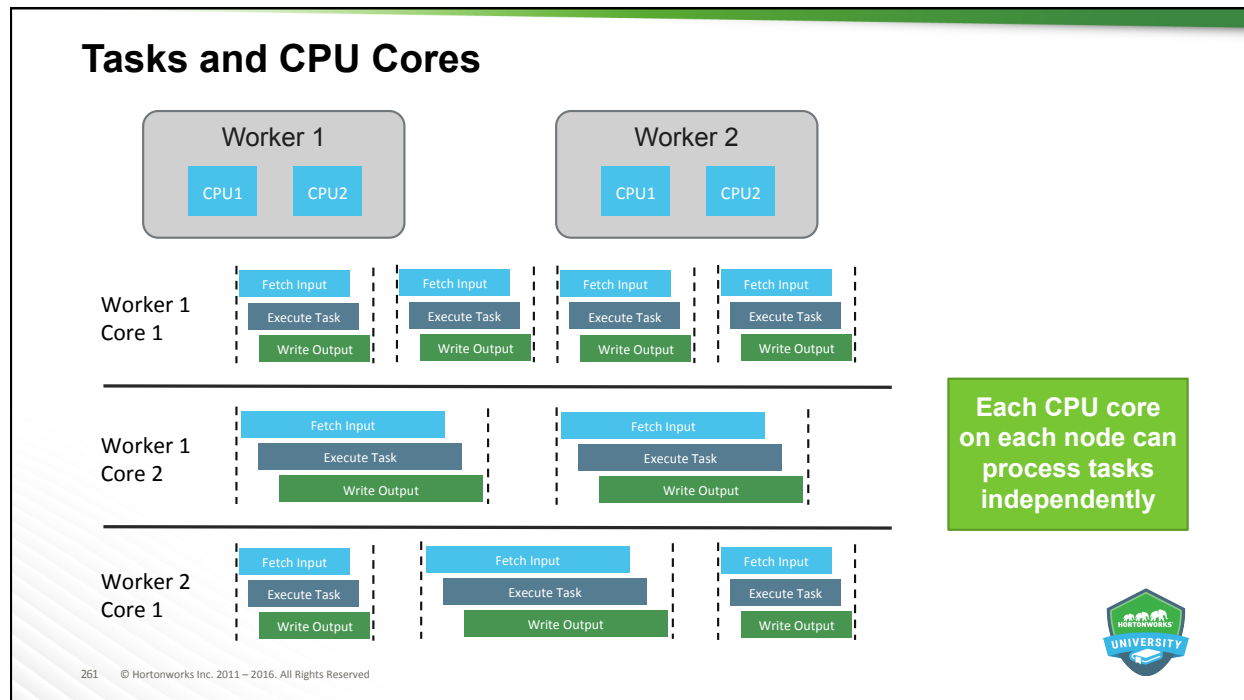 Tasks and CPU Cores
Worker 1
CPU1
CPU2
Worker 2
CPU1
CPU2
Worker 1
Core 1
Fetch Input
Execute Task
Write Output
Fetch Input
Execute Task
Write Output
Fetch Input
Execute Task
Write Output
Fetch Input
Execute Task
Write Output
Worker 1
Core 2
Fetch Input
Execute Task
Write Output
Fetch Input
Execute Task
Write Output
Worker 2
Core 1
Fetch Input
Execute Task
Write Output
Fetch Input
Execute Task
Write Output
Fetch Input
Execute Task
Write Output
Each CPU core
on each node can
process tasks
independently
HORTONWORKS
UNIVERSITY
261 © Hortonworks Inc. 2011 – 2016. All Rights Reserved